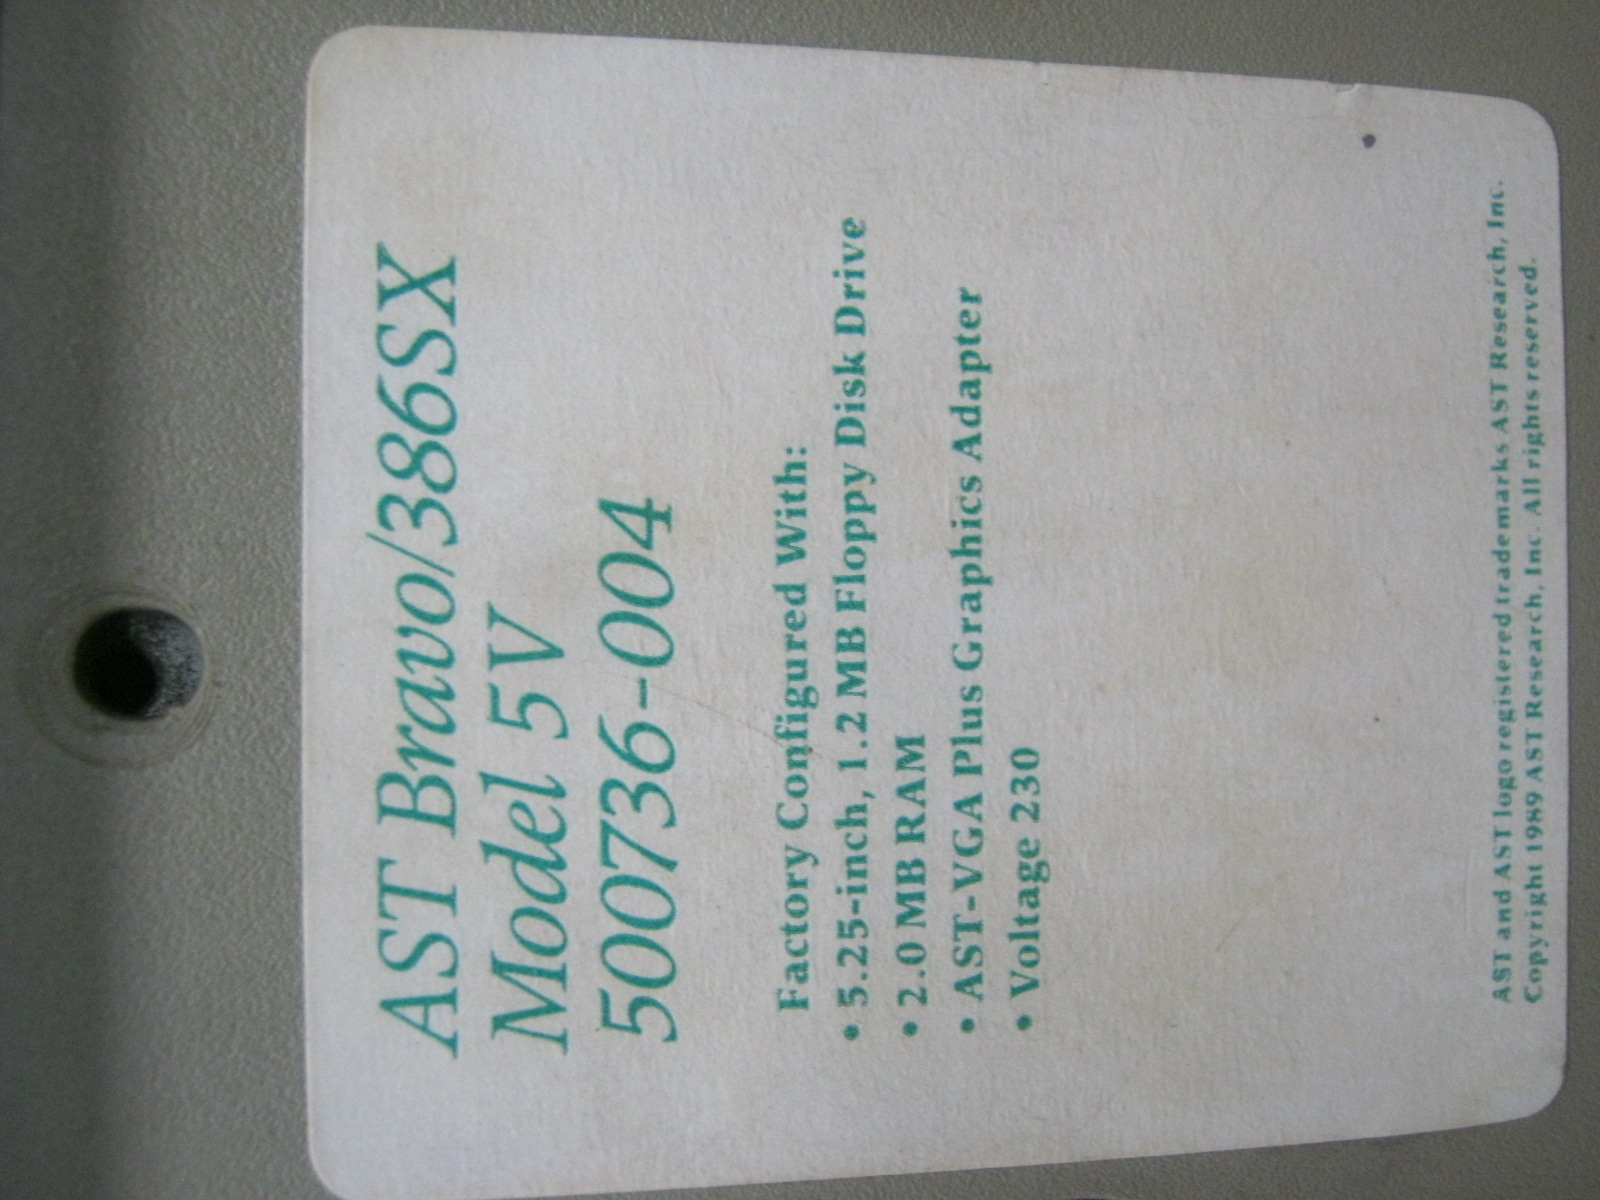 AST Bravo/386SX
Model 5V
500736-004
Factory Configured With:
• 5.25-inch, 1.2 MB Floppy Disk Drive
• 2.0 MB RAM
• AST-VGA Plus Graphics Adapter
• Voltage 230
AST and AST logo registered trademarks AST Research, Inc.
Copyright 1989 AST Research, Inc. All rights reserved.